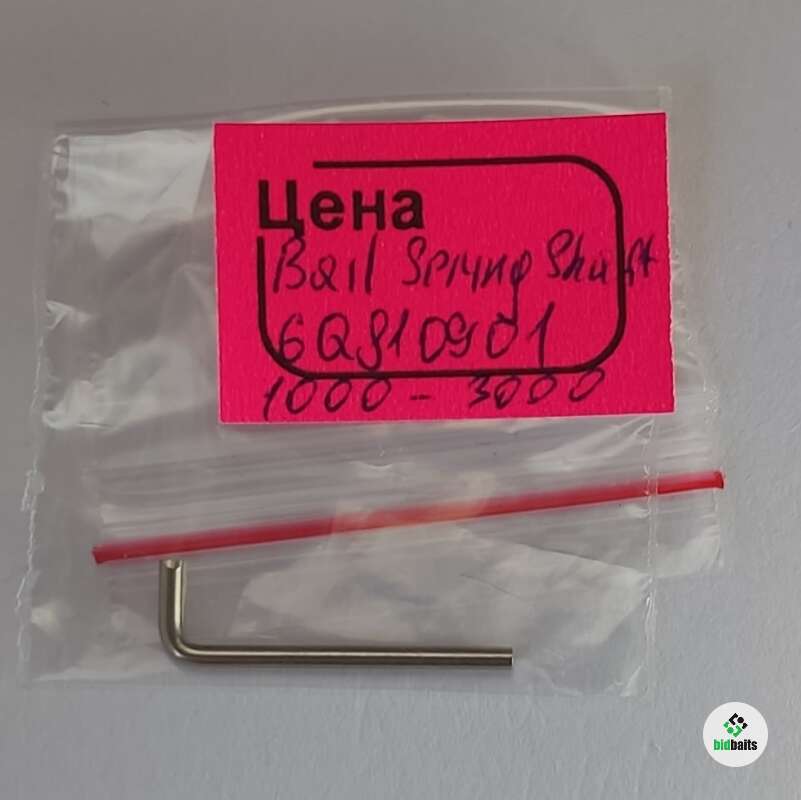 Цена
Bail Spring Shaft
6QS10901
1000 - 3000
bidbaits